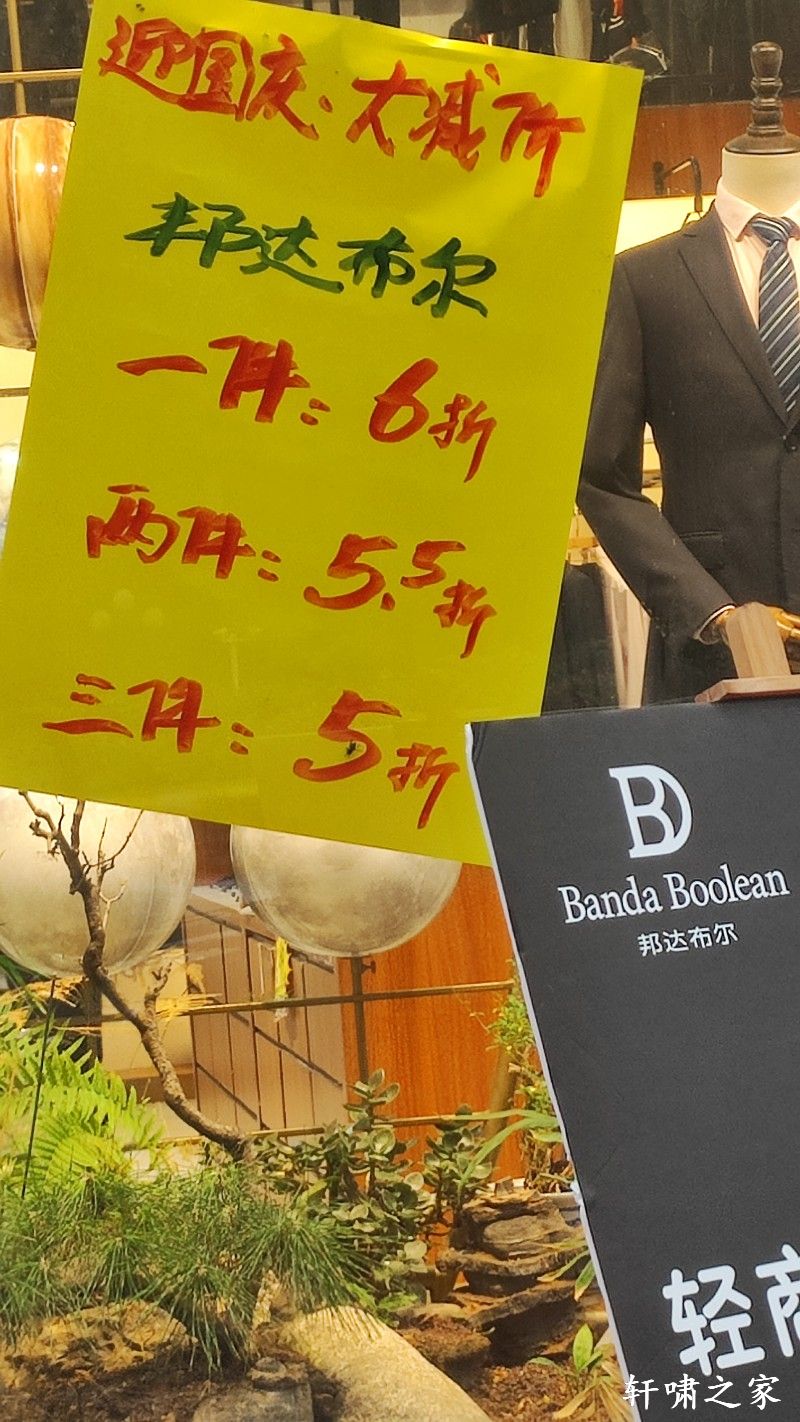 迎国庆·大减价
邦达布尔
一件：6折
两件：5.5折
三件：5折
BD
Banda Boolean
邦达布尔
轻商
轩啸之家